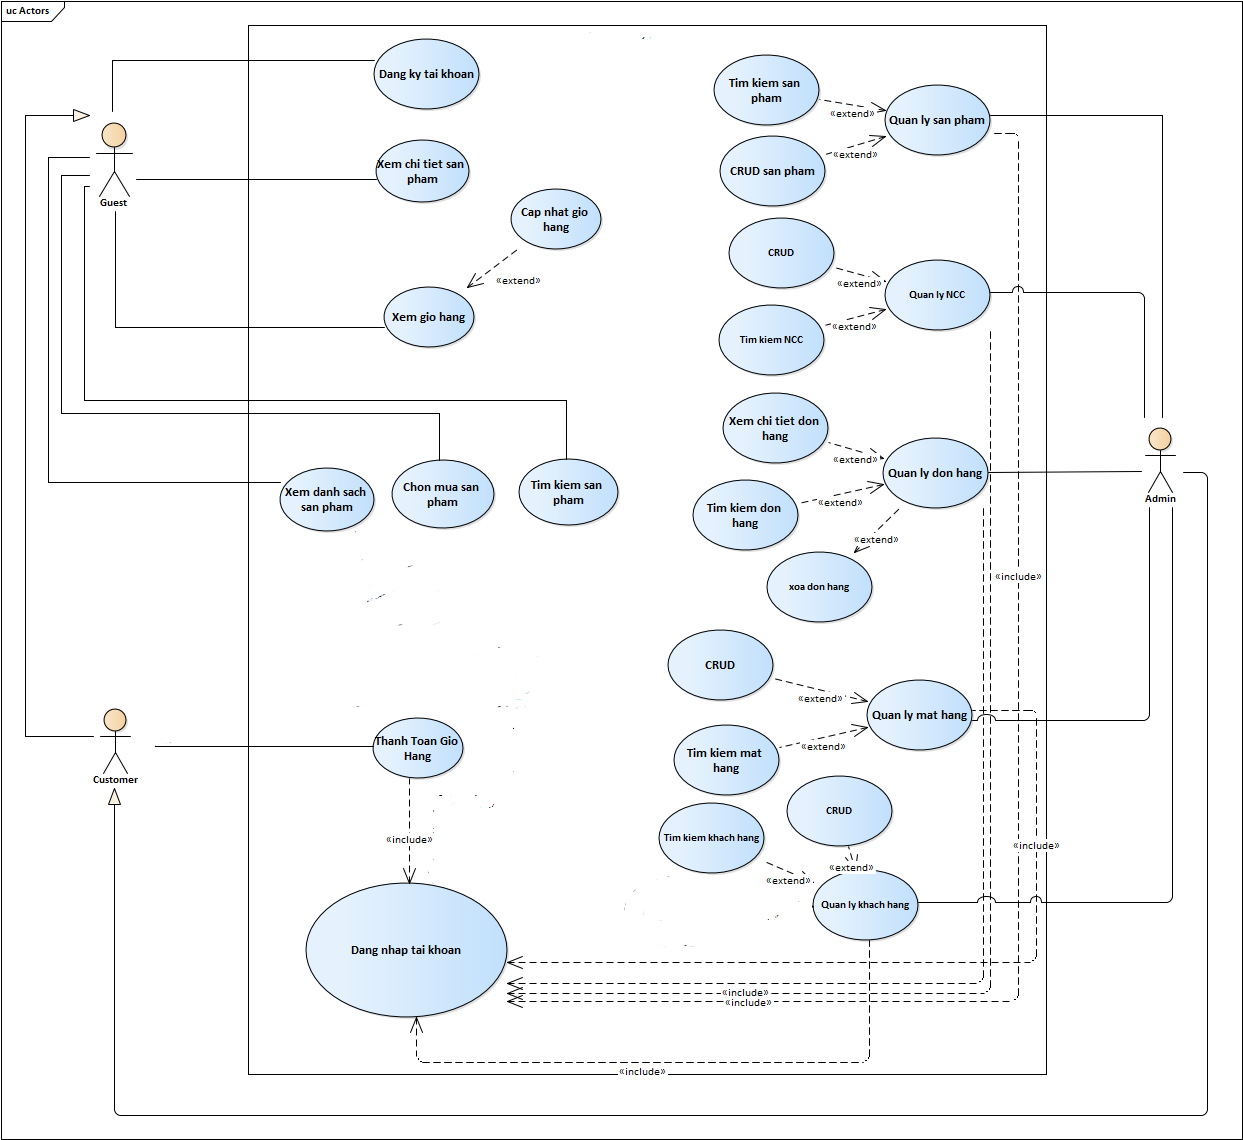 uc Actors
Dang ky tai khoan
Xem chi tiet san
pham
Cap nhat gio
hang
«extend»
Xem gio hang
Guest
Xem danh sach
san pham
Chon mua san
pham
Tim kiem san
pham
Tim kiem san
pham
«extend»
Quan ly san pham
CRUD san pham
«extend»
CRUD
«extend»
Quan ly NCC
Tim kiem NCC
«extend»
Xem chi tiet don
hang
«extend»
Quan ly don hang
Tim kiem don
hang
«extend»
«extend»
xoa don hang
Admin
«include»
CRUD
«extend»
Quan ly mat hang
Tim kiem mat
hang
«extend»
CRUD
Tim kiem khach hang
«extend»
«extend»
Quan ly khach hang
«include»
Customer
Thanh Toan Gio
Hang
«include»
Dang nhap tai khoan
«include»
«include»
«include»